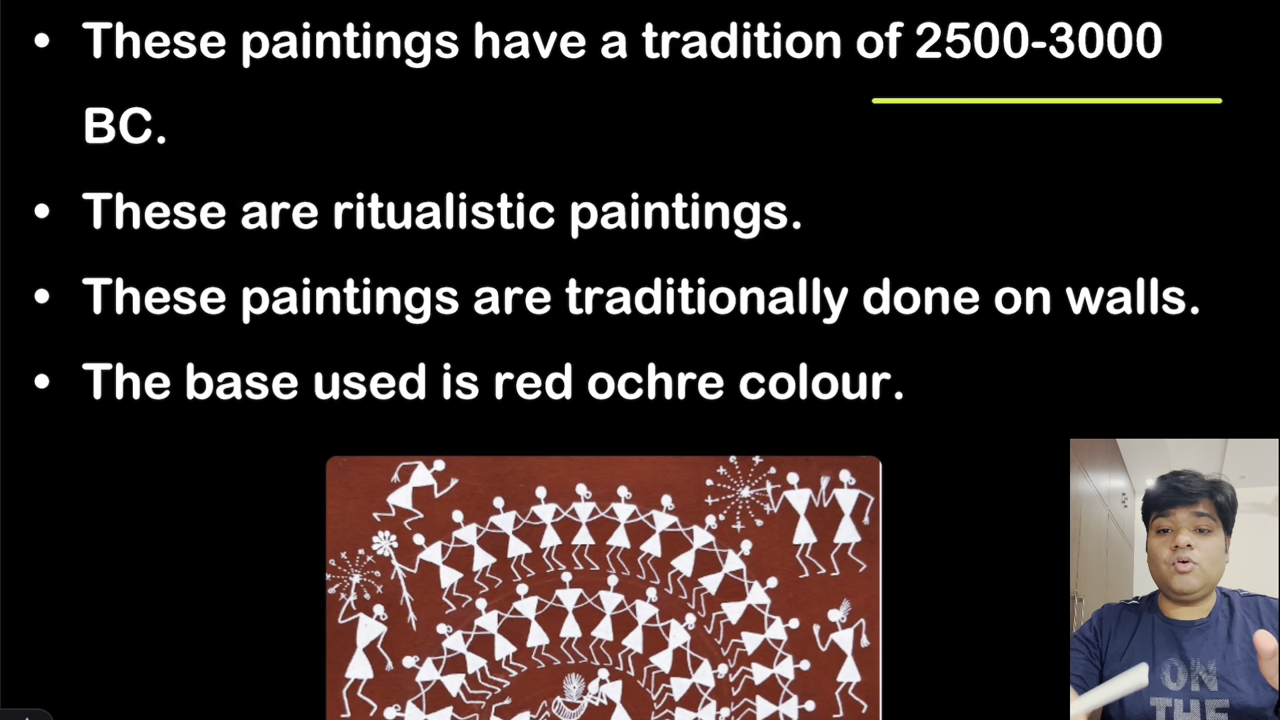 • These paintings have a tradition of 2500-3000
BC.
• These are ritualistic paintings.
• These paintings are traditionally done on walls.
• The base used is red ochre colour.
ON
THE